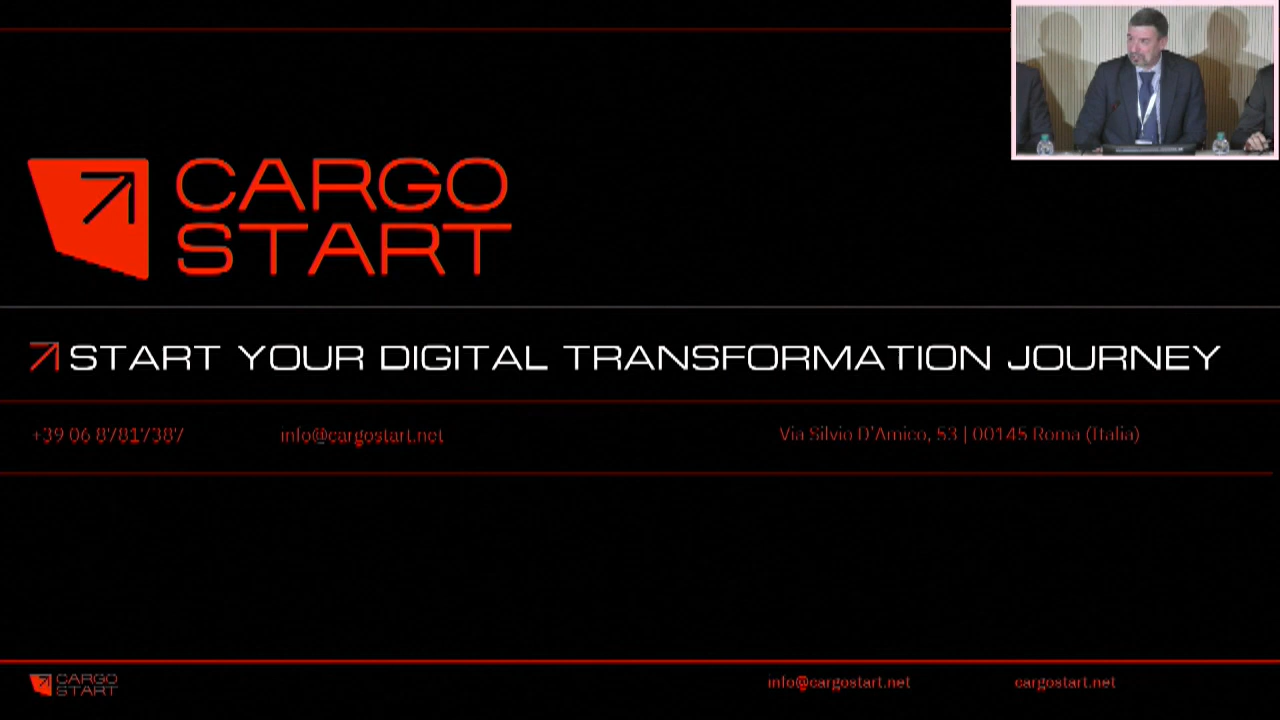 CARGO
START
START YOUR DIGITAL TRANSFORMATION JOURNEY
+39 06 87817387
info@cargostart.net
Via Silvio D'Amico, 53 | 00145 Roma (Italia)
CARGO
START
info@cargostart.net
cargostart.net